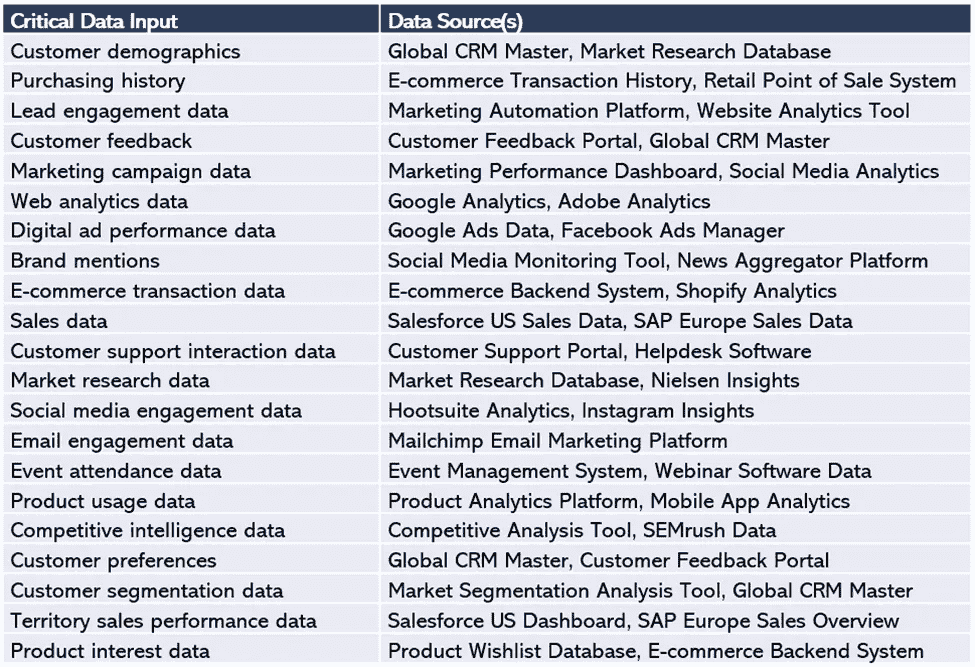 Critical Data Input Data Source(s)
Customer demographics Global CRM Master, Market Research Database
Purchasing history E-commerce Transaction History, Retail Point of Sale System
Lead engagement data Marketing Automation Platform, Website Analytics Tool
Customer feedback Customer Feedback Portal, Global CRM Master
Marketing campaign data Marketing Performance Dashboard, Social Media Analytics
Web analytics data Google Analytics, Adobe Analytics
Digital ad performance data Google Ads Data, Facebook Ads Manager
Brand mentions Social Media Monitoring Tool, News Aggregator Platform
E-commerce transaction data E-commerce Backend System, Shopify Analytics
Sales data Salesforce US Sales Data, SAP Europe Sales Data
Customer support interaction data Customer Support Portal, Helpdesk Software
Market research data Market Research Database, Nielsen Insights
Social media engagement data Hootsuite Analytics, Instagram Insights
Email engagement data Mailchimp Email Marketing Platform
Event attendance data Event Management System, Webinar Software Data
Product usage data Product Analytics Platform, Mobile App Analytics
Competitive intelligence data Competitive Analysis Tool, SEMrush Data
Customer preferences Global CRM Master, Customer Feedback Portal
Customer segmentation data Market Segmentation Analysis Tool, Global CRM Master
Territory sales performance data Salesforce US Dashboard, SAP Europe Sales Overview
Product interest data Product Wishlist Database, E-commerce Backend System